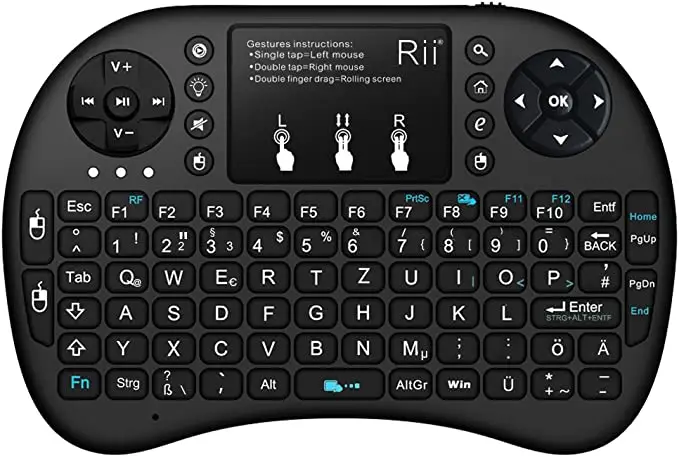 Gestures instructions:
•Single tap=Left mouse
•Double tap=Right mouse
•Double finger drag=Rolling screen
Rii®
L R
V+
V−
OK
e
Esc F1 RF F2 F3 F4 F5 F6 F7 PrtSc F8 F9 F11 F10 F12 Entf
Home
PgUp
° ^ 1 ! 2 " ² 3 § ³ 4 $ 5 % 6 & 7 / { 8 ( [ 9 ) ] 0 = } BACK
Tab Q @ W E € R T Z U I | O < P > ' #
PgDn
End
A S D F G H J K L Enter
STRG+ALT+ENTF
Y X C V B N M µ ; , : . Ö Ä
Fn Strg ? ß \ Alt AltGr Win Ü * + ~ _ -